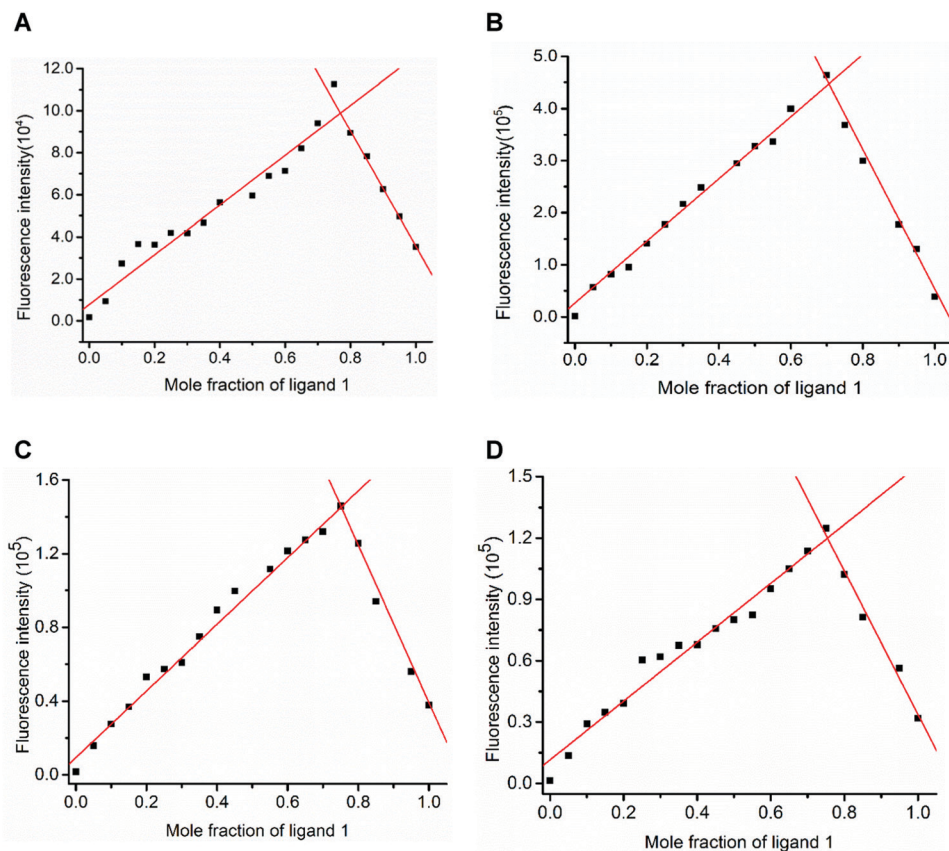 A
12.0
10.0
8.0
6.0
4.0
2.0
0.0
Fluorescence intensity(10⁴)
0.0 0.2 0.4 0.6 0.8 1.0
Mole fraction of ligand 1
B
5.0
4.0
3.0
2.0
1.0
0.0
Fluorescence intensity (10⁵)
0.0 0.2 0.4 0.6 0.8 1.0
Mole fraction of ligand 1
C
1.6
1.2
0.8
0.4
0.0
Fluorescence intensity (10⁵)
0.0 0.2 0.4 0.6 0.8 1.0
Mole fraction of ligand 1
D
1.5
1.2
0.9
0.6
0.3
0.0
Fluorescence intensity (10⁵)
0.0 0.2 0.4 0.6 0.8 1.0
Mole fraction of ligand 1